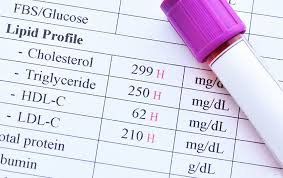 FBS/Glucose
Lipid Profile
- Cholesterol 299 H mg/dL
- Triglyceride 250 H mg/dL
- HDL-C 62 H mg/dL
- LDL-C 210 H mg/dL
otal protein g/dL
bumin